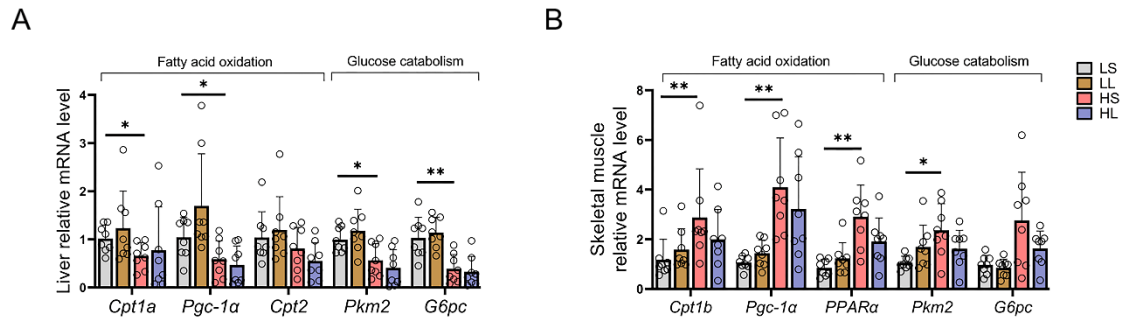 A
Fatty acid oxidation
Glucose catabolism
Liver relative mRNA level
4
3
2
1
0
*
*
*
**
Cpt1a
Pgc-1α
Cpt2
Pkm2
G6pc
B
Fatty acid oxidation
Glucose catabolism
Skeletal muscle
relative mRNA level
8
6
4
2
0
**
**
**
*
Cpt1b
Pgc-1α
PPARα
Pkm2
G6pc
LS
LL
HS
HL